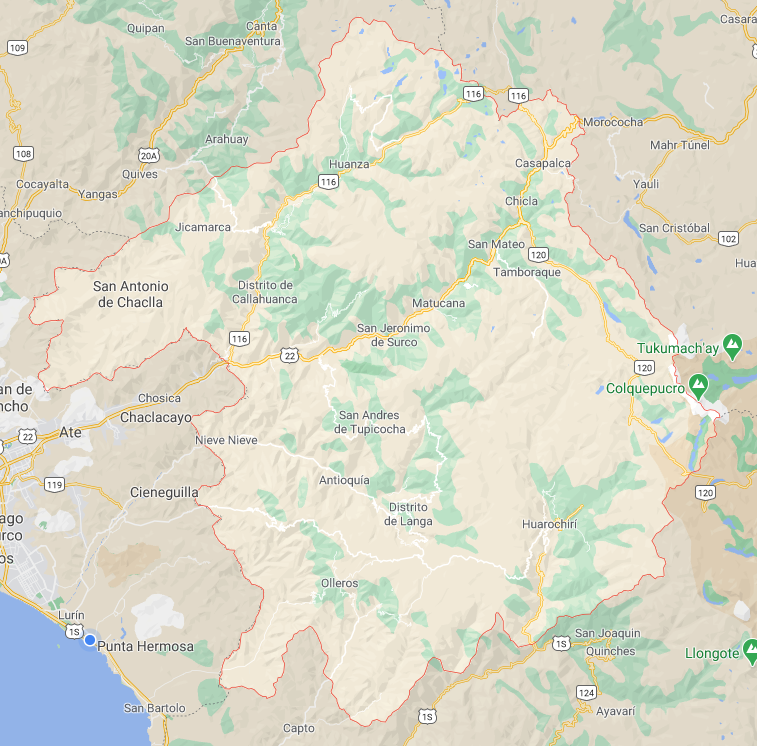 Quipan
Canta
San Buenaventura
Casara
109
116
116
Morococha
Arahuay
Mahr Túnel
108
20A
Huanza
Casapalca
Quives
116
Cocayalta
Yauli
Yangas
Chicla
anchipuquio
Jicamarca
San Cristóbal
102
San Mateo
120
Hua
Tamboraque
San Antonio
de Chaclla
Distrito de
Callahuanca
Matucana
San Jeronimo
de Surco
116
22
Tukumach'ay
120
Colquepucro
an de
ncho
Chosica
Chaclacayo
San Andres
de Tupicocha
Ate
22
Nieve Nieve
119
Antioquía
Cieneguilla
120
Distrito
de Langa
ago
urco
Huarochirí
os
Olleros
Lurín
1S
Punta Hermosa
San Joaquin
1S
Quinches
Llongote
124
San Bartolo
Ayavarí
1S
Capto